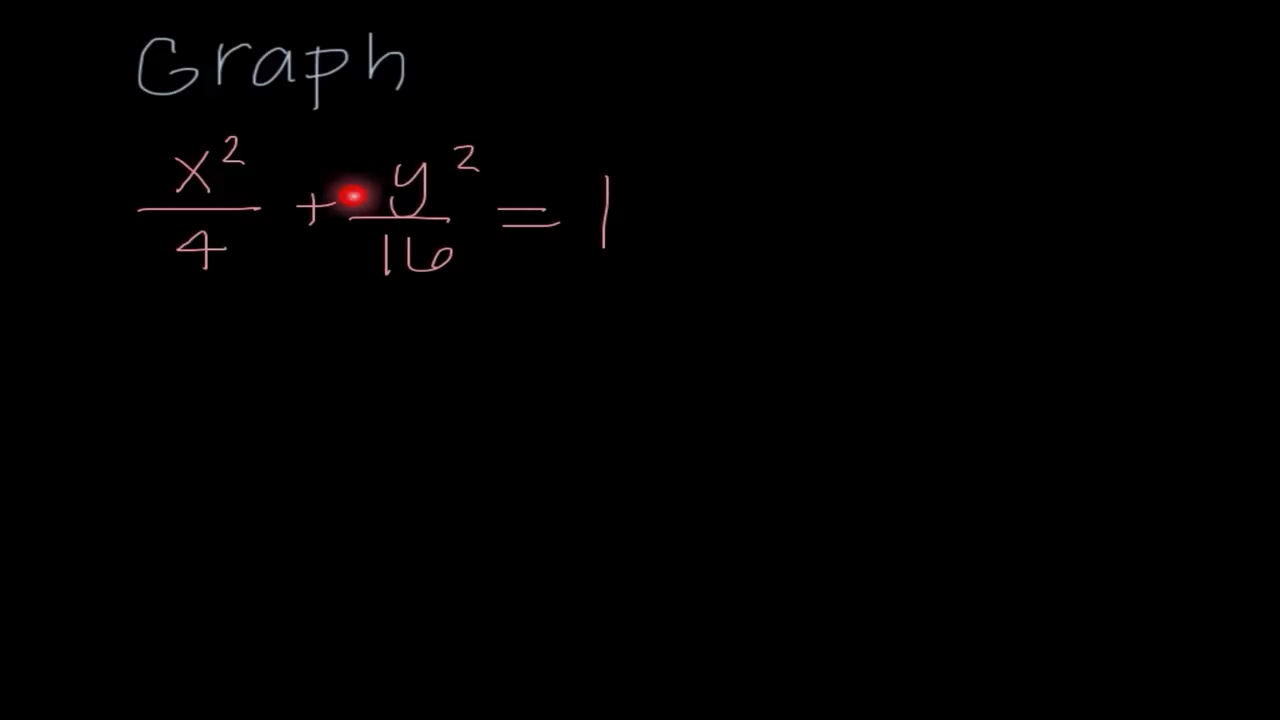 Graph
x²/4 + y²/16 = 1